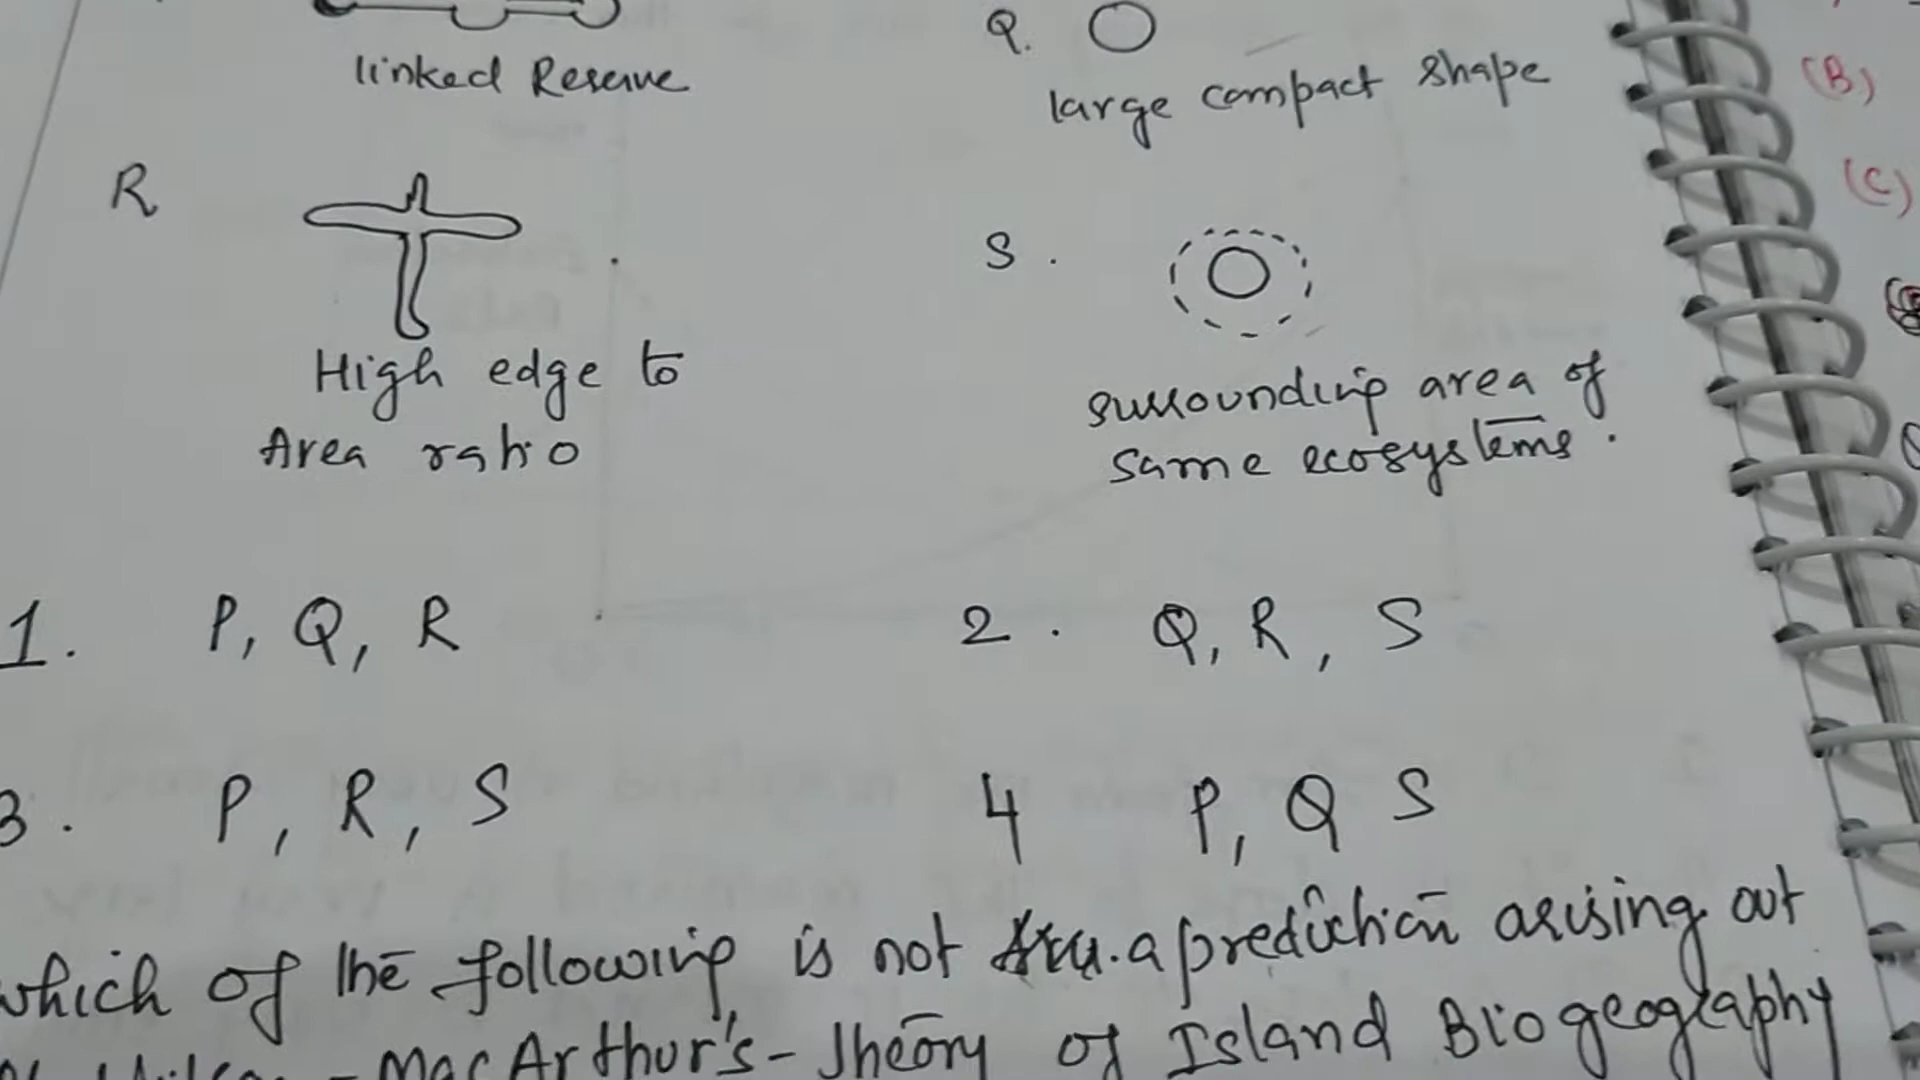 linked Reserve
Q.
large compact shape
(B)
(C)
R
S.
High edge to
Area ratio
surrounding area of
same ecosystems.
1. P, Q, R
2. Q, R, S
3. P, R, S
4 P, Q S
which of the following is not a prediction arising out
MacArthur's - Theory of Island Biogeography